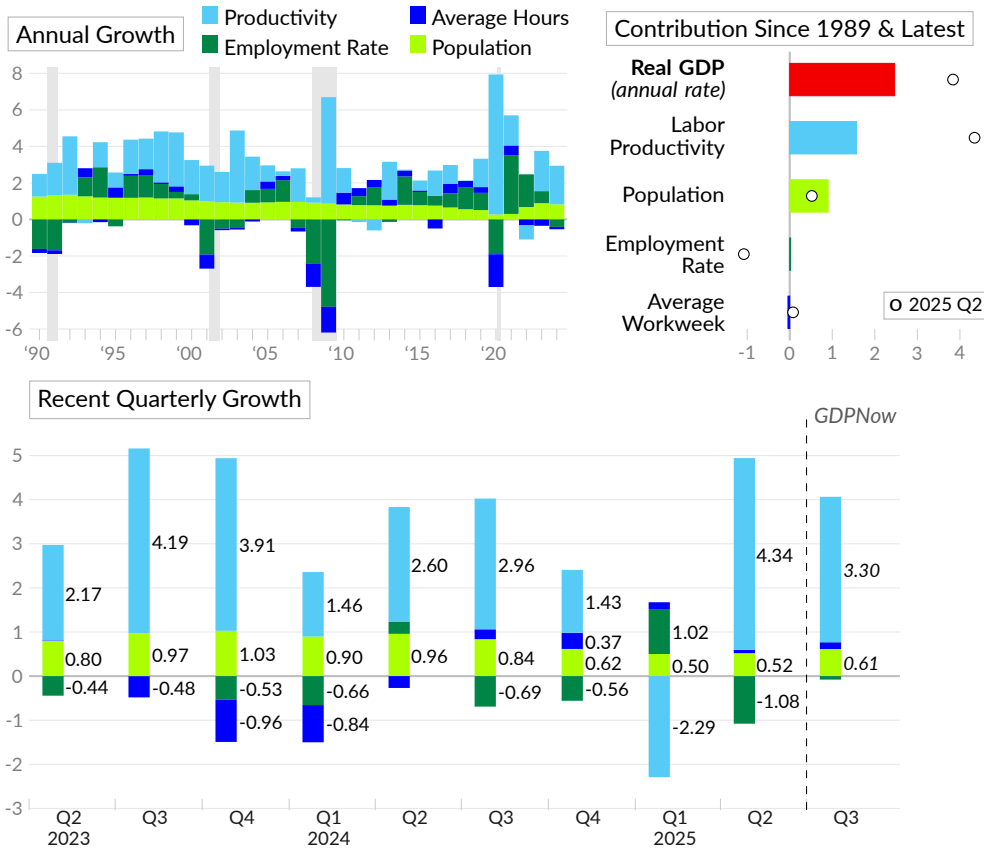 Annual Growth
Productivity
Average Hours
Employment Rate
Population
8
6
4
2
0
-2
-4
-6
'90
'95
'00
'05
'10
'15
'20
Contribution Since 1989 & Latest
Real GDP
(annual rate)
Labor
Productivity
Population
Employment
Rate
Average
Workweek
2025 Q2
-1
0
1
2
3
4
Recent Quarterly Growth
GDPNow
5
4
3
2
1
0
-1
-2
-3
2.17
0.80
-0.44
4.19
0.97
-0.48
3.91
1.03
-0.53
-0.96
1.46
0.90
-0.66
-0.84
2.60
0.96
2.96
0.84
-0.69
1.43
0.37
0.62
-0.56
1.02
0.50
-2.29
4.34
0.52
-1.08
3.30
0.61
Q2
2023
Q3
Q4
Q1
2024
Q2
Q3
Q4
Q1
2025
Q2
Q3